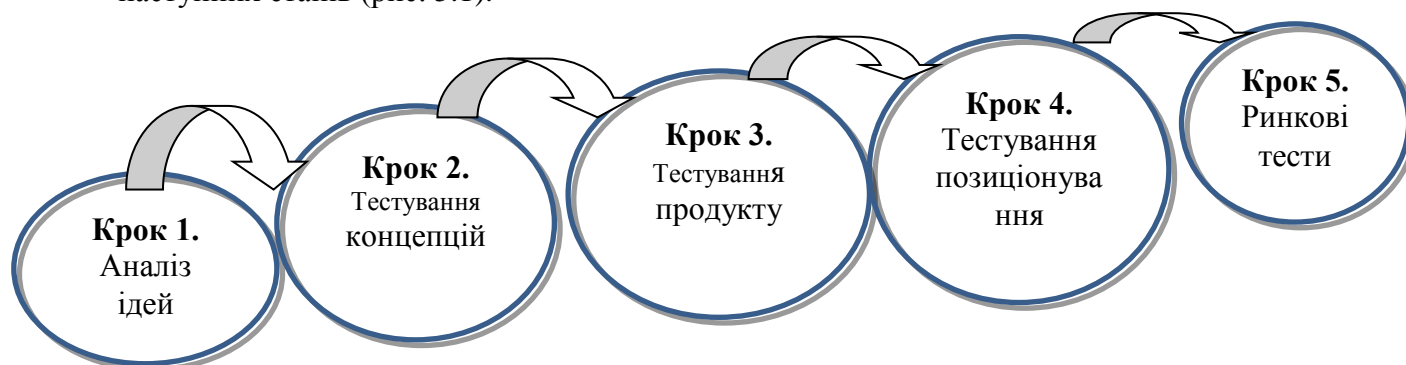 наступних етапів (рис. 3.1).
Крок 1.
Аналіз
ідей
Крок 2.
Тестування
концепцій
Крок 3.
Тестування
продукту
Крок 4.
Тестування
позиціонува
ння
Крок 5.
Ринкові
тести